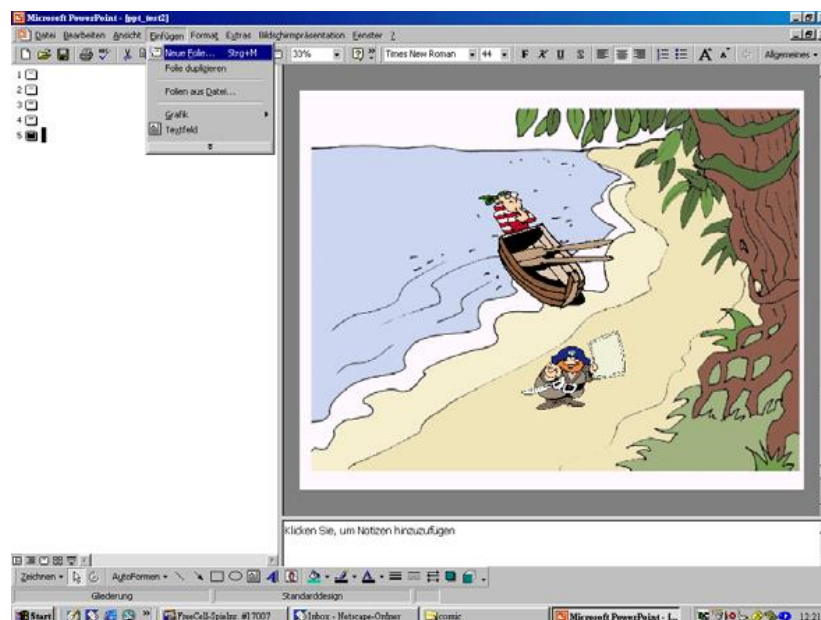 Microsoft PowerPoint - [ppt_test2]
Datei Bearbeiten Ansicht Einfügen Format Extras Bildschirmpräsentation Fenster ?
33% Times New Roman 44 F K U S A A Allgemeines
Neue Folie... Strg+M
Folie duplizieren
Folien aus Datei...
Grafik
Textfeld
1
2
3
4
5
Klicken Sie, um Notizen hinzuzufügen
Zeichnen AutoFormen
Gliederung Standarddesign
Start FreeCell-Spielnr. #17007 Inbox - Netscape-Ordner comic Microsoft PowerPoint - [... 12:21